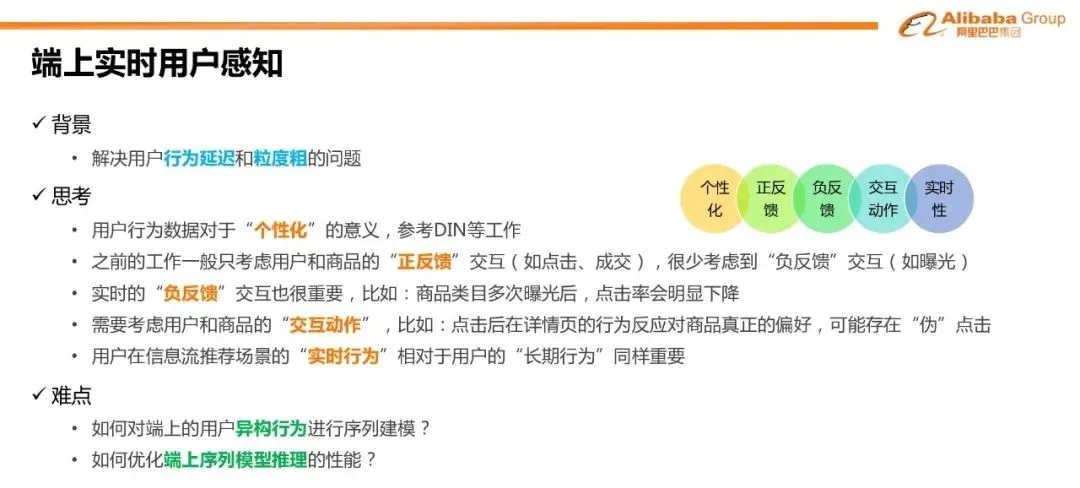 Alibaba Group
阿里巴巴集团
端上实时用户感知
✓ 背景
• 解决用户行为延迟和粒度粗的问题
✓ 思考
个性化 正反馈 负反馈 交互动作 实时性
• 用户行为数据对于“个性化”的意义，参考DIN等工作
• 之前的工作一般只考虑用户和商品的“正反馈”交互（如点击、成交），很少考虑到“负反馈”交互（如曝光）
• 实时的“负反馈”交互也很重要，比如：商品类目多次曝光后，点击率会明显下降
• 需要考虑用户和商品的“交互动作”，比如：点击后在详情页的行为反应对商品真正的偏好，可能存在“伪”点击
• 用户在信息流推荐场景的“实时行为”相对于用户的“长期行为”同样重要
✓ 难点
• 如何对端上的用户异构行为进行序列建模？
• 如何优化端上序列模型推理的性能？